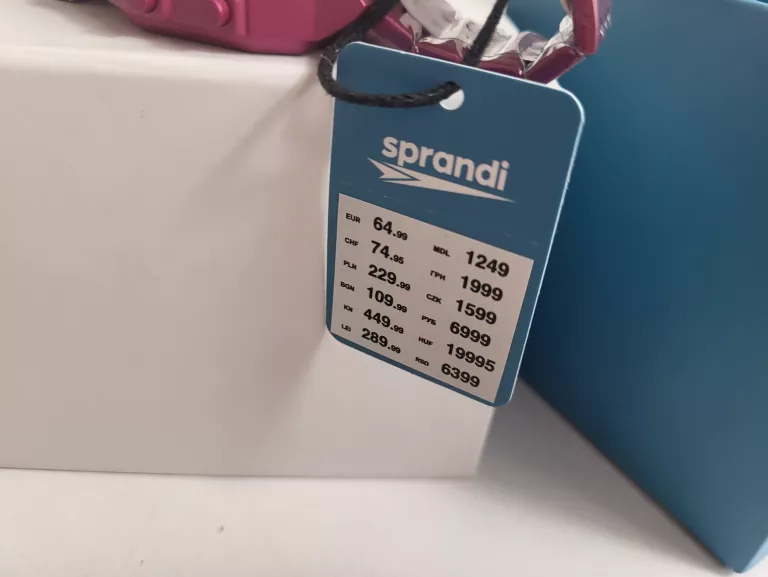 sprandi
EUR 64.99 MDL 1249
CHF 74.95 ГРН 1999
PLN 229.99 CZK 1599
BGN 109.99 РУБ 6999
KN 449.99 HUF 19995
LEI 289.99 RSD 6399